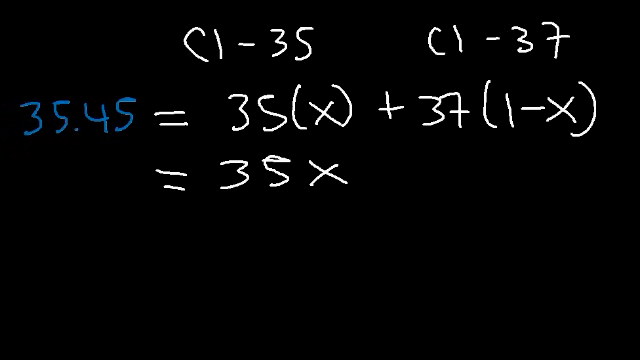 Cl - 35 Cl - 37
35.45 = 35(x) + 37(1-x)
= 35x